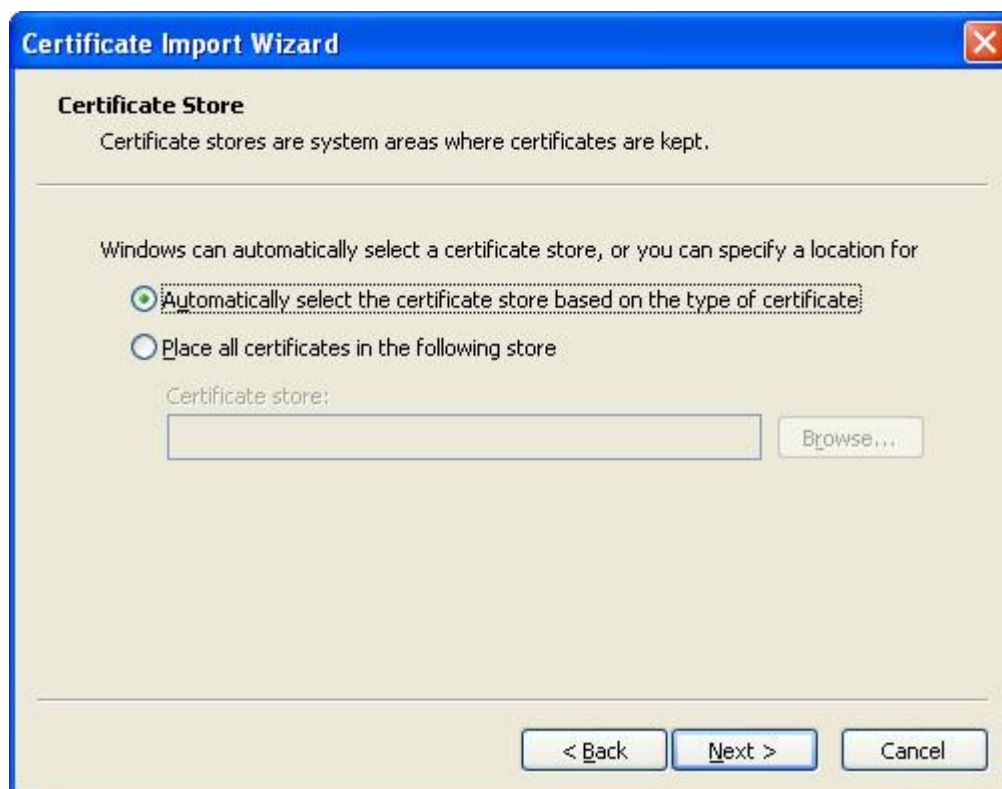 Certificate Import Wizard
Certificate Store
Certificate stores are system areas where certificates are kept.
Windows can automatically select a certificate store, or you can specify a location for
Automatically select the certificate store based on the type of certificate
Place all certificates in the following store
Certificate store:
Browse...
< Back
Next >
Cancel